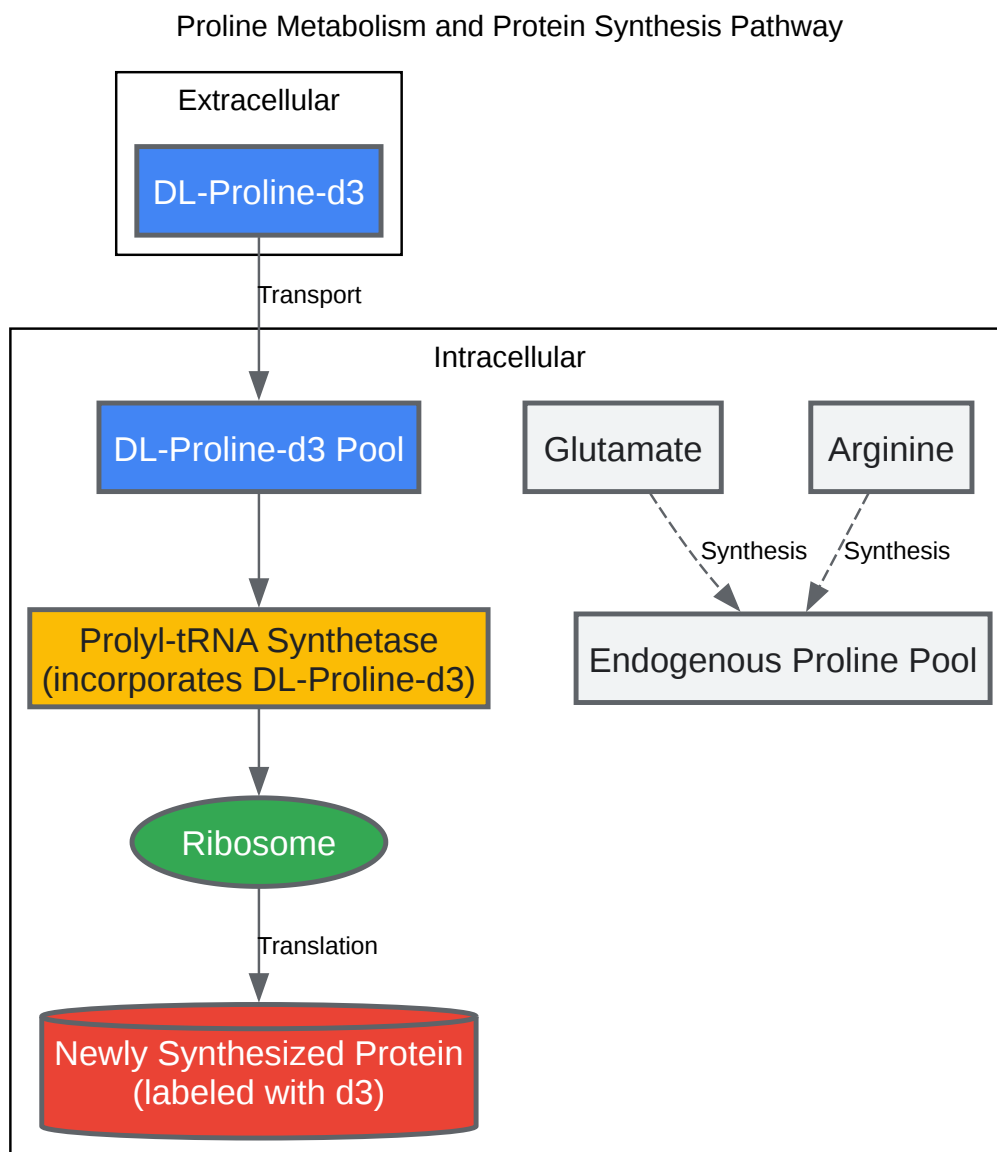 Proline Metabolism and Protein Synthesis Pathway
Extracellular
DL-Proline-d3
Transport
Intracellular
DL-Proline-d3 Pool
Glutamate
Arginine
Synthesis
Synthesis
Prolyl-tRNA Synthetase
(incorporates DL-Proline-d3)
Endogenous Proline Pool
Ribosome
Translation
Newly Synthesized Protein
(labeled with d3)